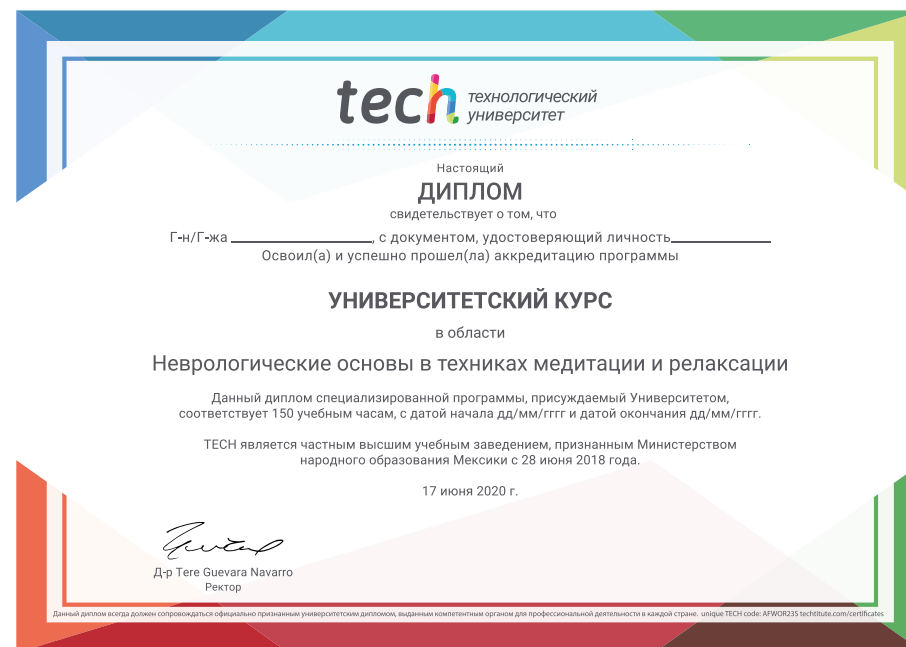 tech технологический
университет
Настоящий
ДИПЛОМ
свидетельствует о том, что
Г-н/Г-жа ____________________, с документом, удостоверяющий личность______________
Освоил(а) и успешно прошел(ла) аккредитацию программы
УНИВЕРСИТЕТСКИЙ КУРС
в области
Неврологические основы в техниках медитации и релаксации
Данный диплом специализированной программы, присуждаемый Университетом,
соответствует 150 учебным часам, с датой начала дд/мм/гггг и датой окончания дд/мм/гггг.
TECH является частным высшим учебным заведением, признанным Министерством
народного образования Мексики с 28 июня 2018 года.
17 июня 2020 г.
Д-р Tere Guevara Navarro
Ректор
Данный диплом всегда должен сопровождаться официально признанным университетским дипломом, выданным компетентным органом для профессиональной деятельности в каждой стране. unique TECH code: AFWOR23S techtitute.com/certificates